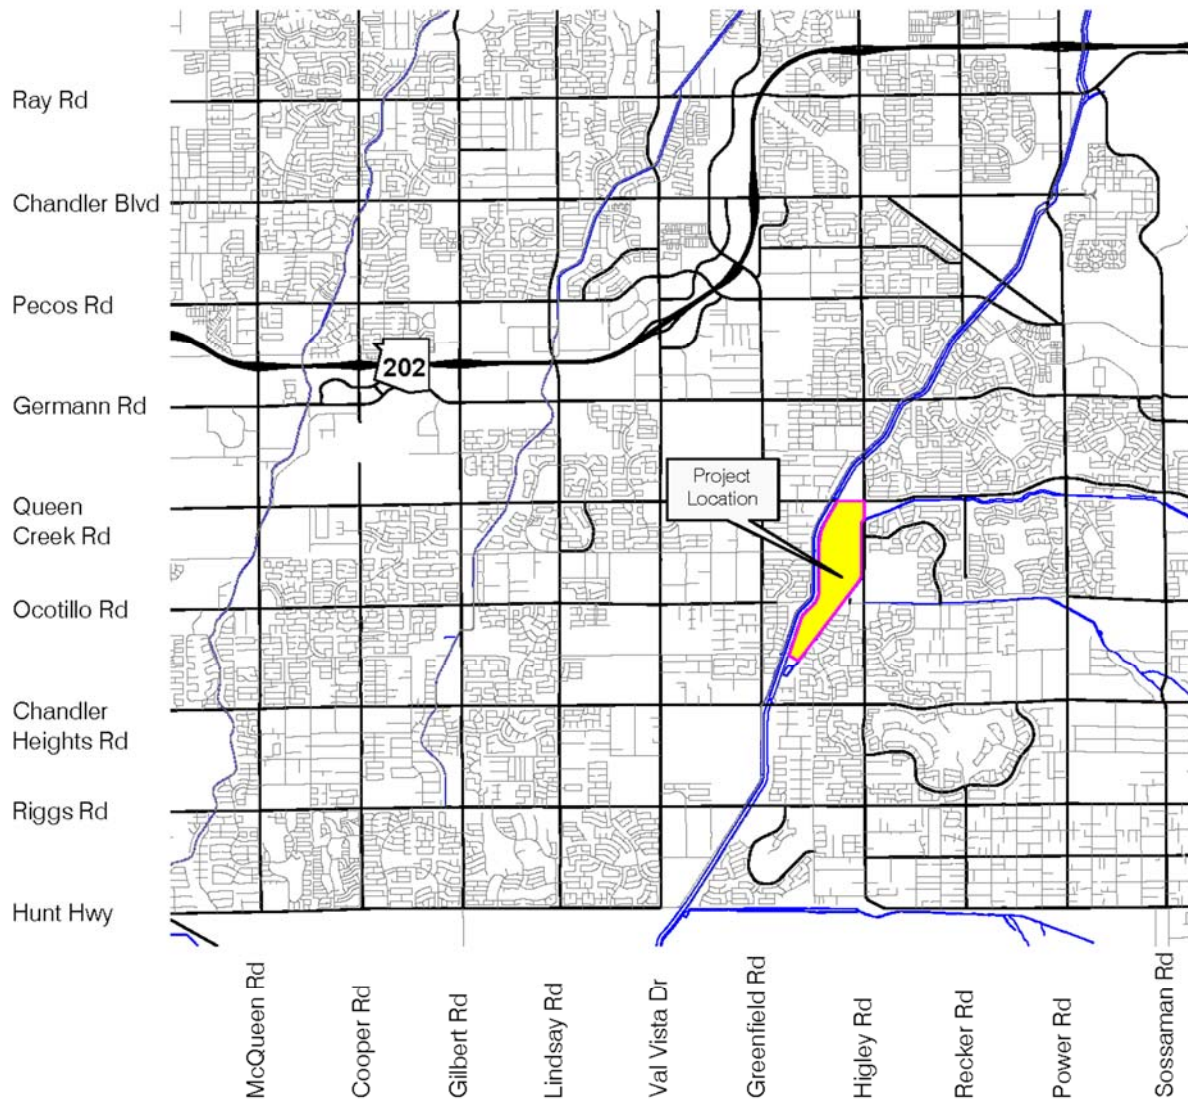 Ray Rd
Chandler Blvd
Pecos Rd
202
Germann Rd
Project
Location
Queen
Creek Rd
Ocotillo Rd
Chandler
Heights Rd
Riggs Rd
Hunt Hwy
McQueen Rd
Cooper Rd
Gilbert Rd
Lindsay Rd
Val Vista Dr
Greenfield Rd
Higley Rd
Recker Rd
Power Rd
Sossaman Rd